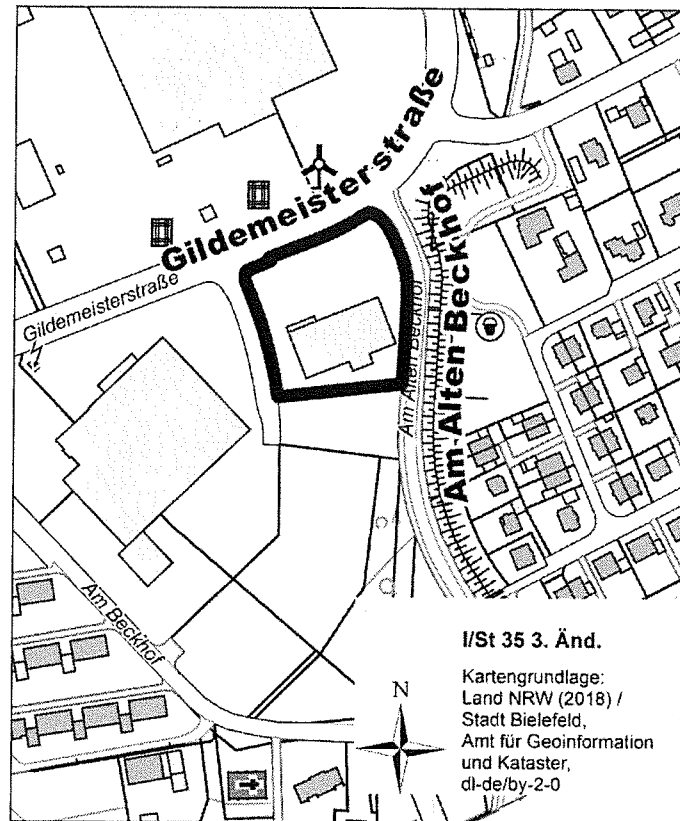 Gildemeisterstraße
Gildemeisterstraße
Am Alten Beckhof
Am Alten Beckhof
Am Beckhof
I/St 35 3. Änd.
N
Kartengrundlage:
Land NRW (2018) /
Stadt Bielefeld,
Amt für Geoinformation
und Kataster,
dl-de/by-2-0